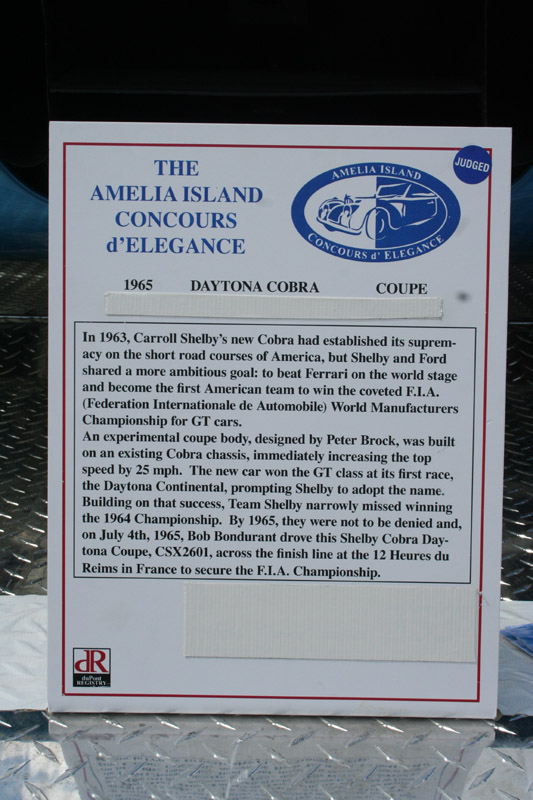 THE
AMELIA ISLAND
CONCOURS
d'ELEGANCE
AMELIA ISLAND
CONCOURS d' ELEGANCE
JUDGED
1965 DAYTONA COBRA COUPE
In 1963, Carroll Shelby's new Cobra had established its suprem-
acy on the short road courses of America, but Shelby and Ford
shared a more ambitious goal: to beat Ferrari on the world stage
and become the first American team to win the coveted F.I.A.
(Federation Internationale de Automobile) World Manufacturers
Championship for GT cars.
An experimental coupe body, designed by Peter Brock, was built
on an existing Cobra chassis, immediately increasing the top
speed by 25 mph. The new car won the GT class at its first race,
the Daytona Continental, prompting Shelby to adopt the name.
Building on that success, Team Shelby narrowly missed winning
the 1964 Championship. By 1965, they were not to be denied and,
on July 4th, 1965, Bob Bondurant drove this Shelby Cobra Day-
tona Coupe, CSX2601, across the finish line at the 12 Heures du
Reims in France to secure the F.I.A. Championship.
dR
duPont
REGISTRY